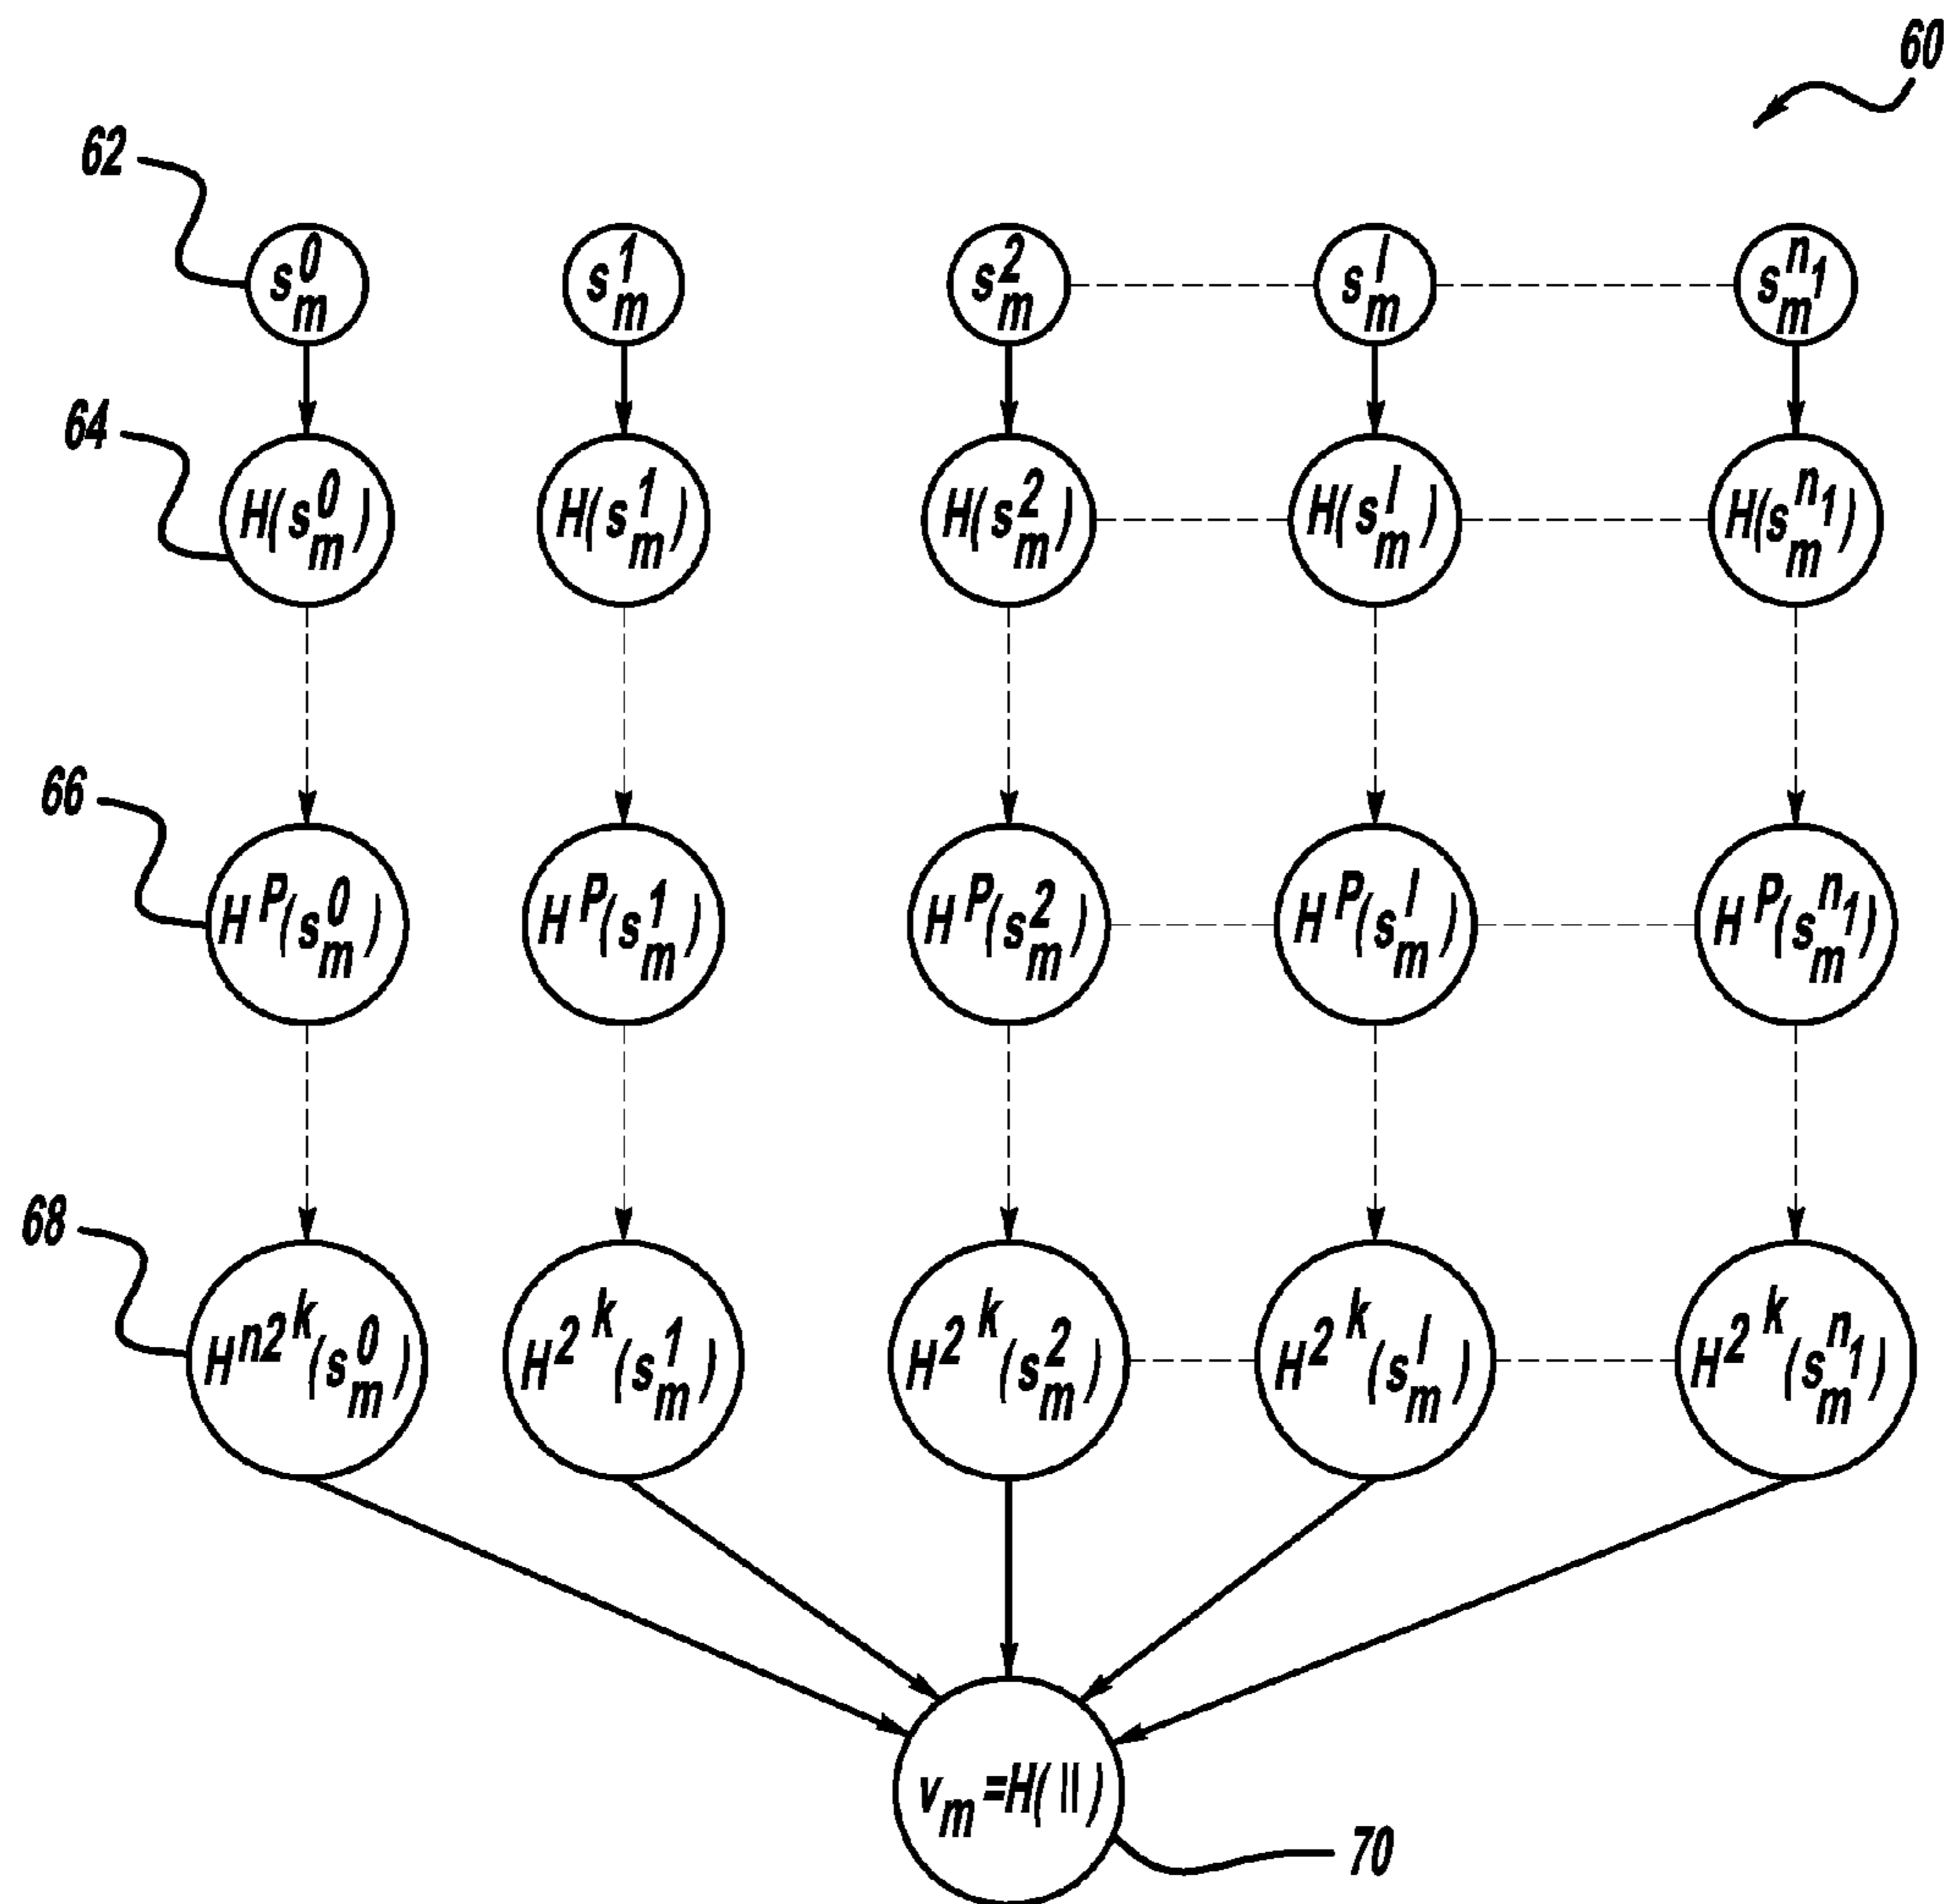 60
62
s_m^0 s_m^1 s_m^2 s_m^l s_m^{n_1}
64
H(s_m^0) H(s_m^1) H(s_m^2) H(s_m^l) H(s_m^{n_1})
66
H^P(s_m^0) H^P(s_m^1) H^P(s_m^2) H^P(s_m^l) H^P(s_m^{n_1})
68
H^{n2^k}(s_m^0) H^{2^k}(s_m^1) H^{2^k}(s_m^2) H^{2^k}(s_m^l) H^{2^k}(s_m^{n_1})
v_m=H(||)
70